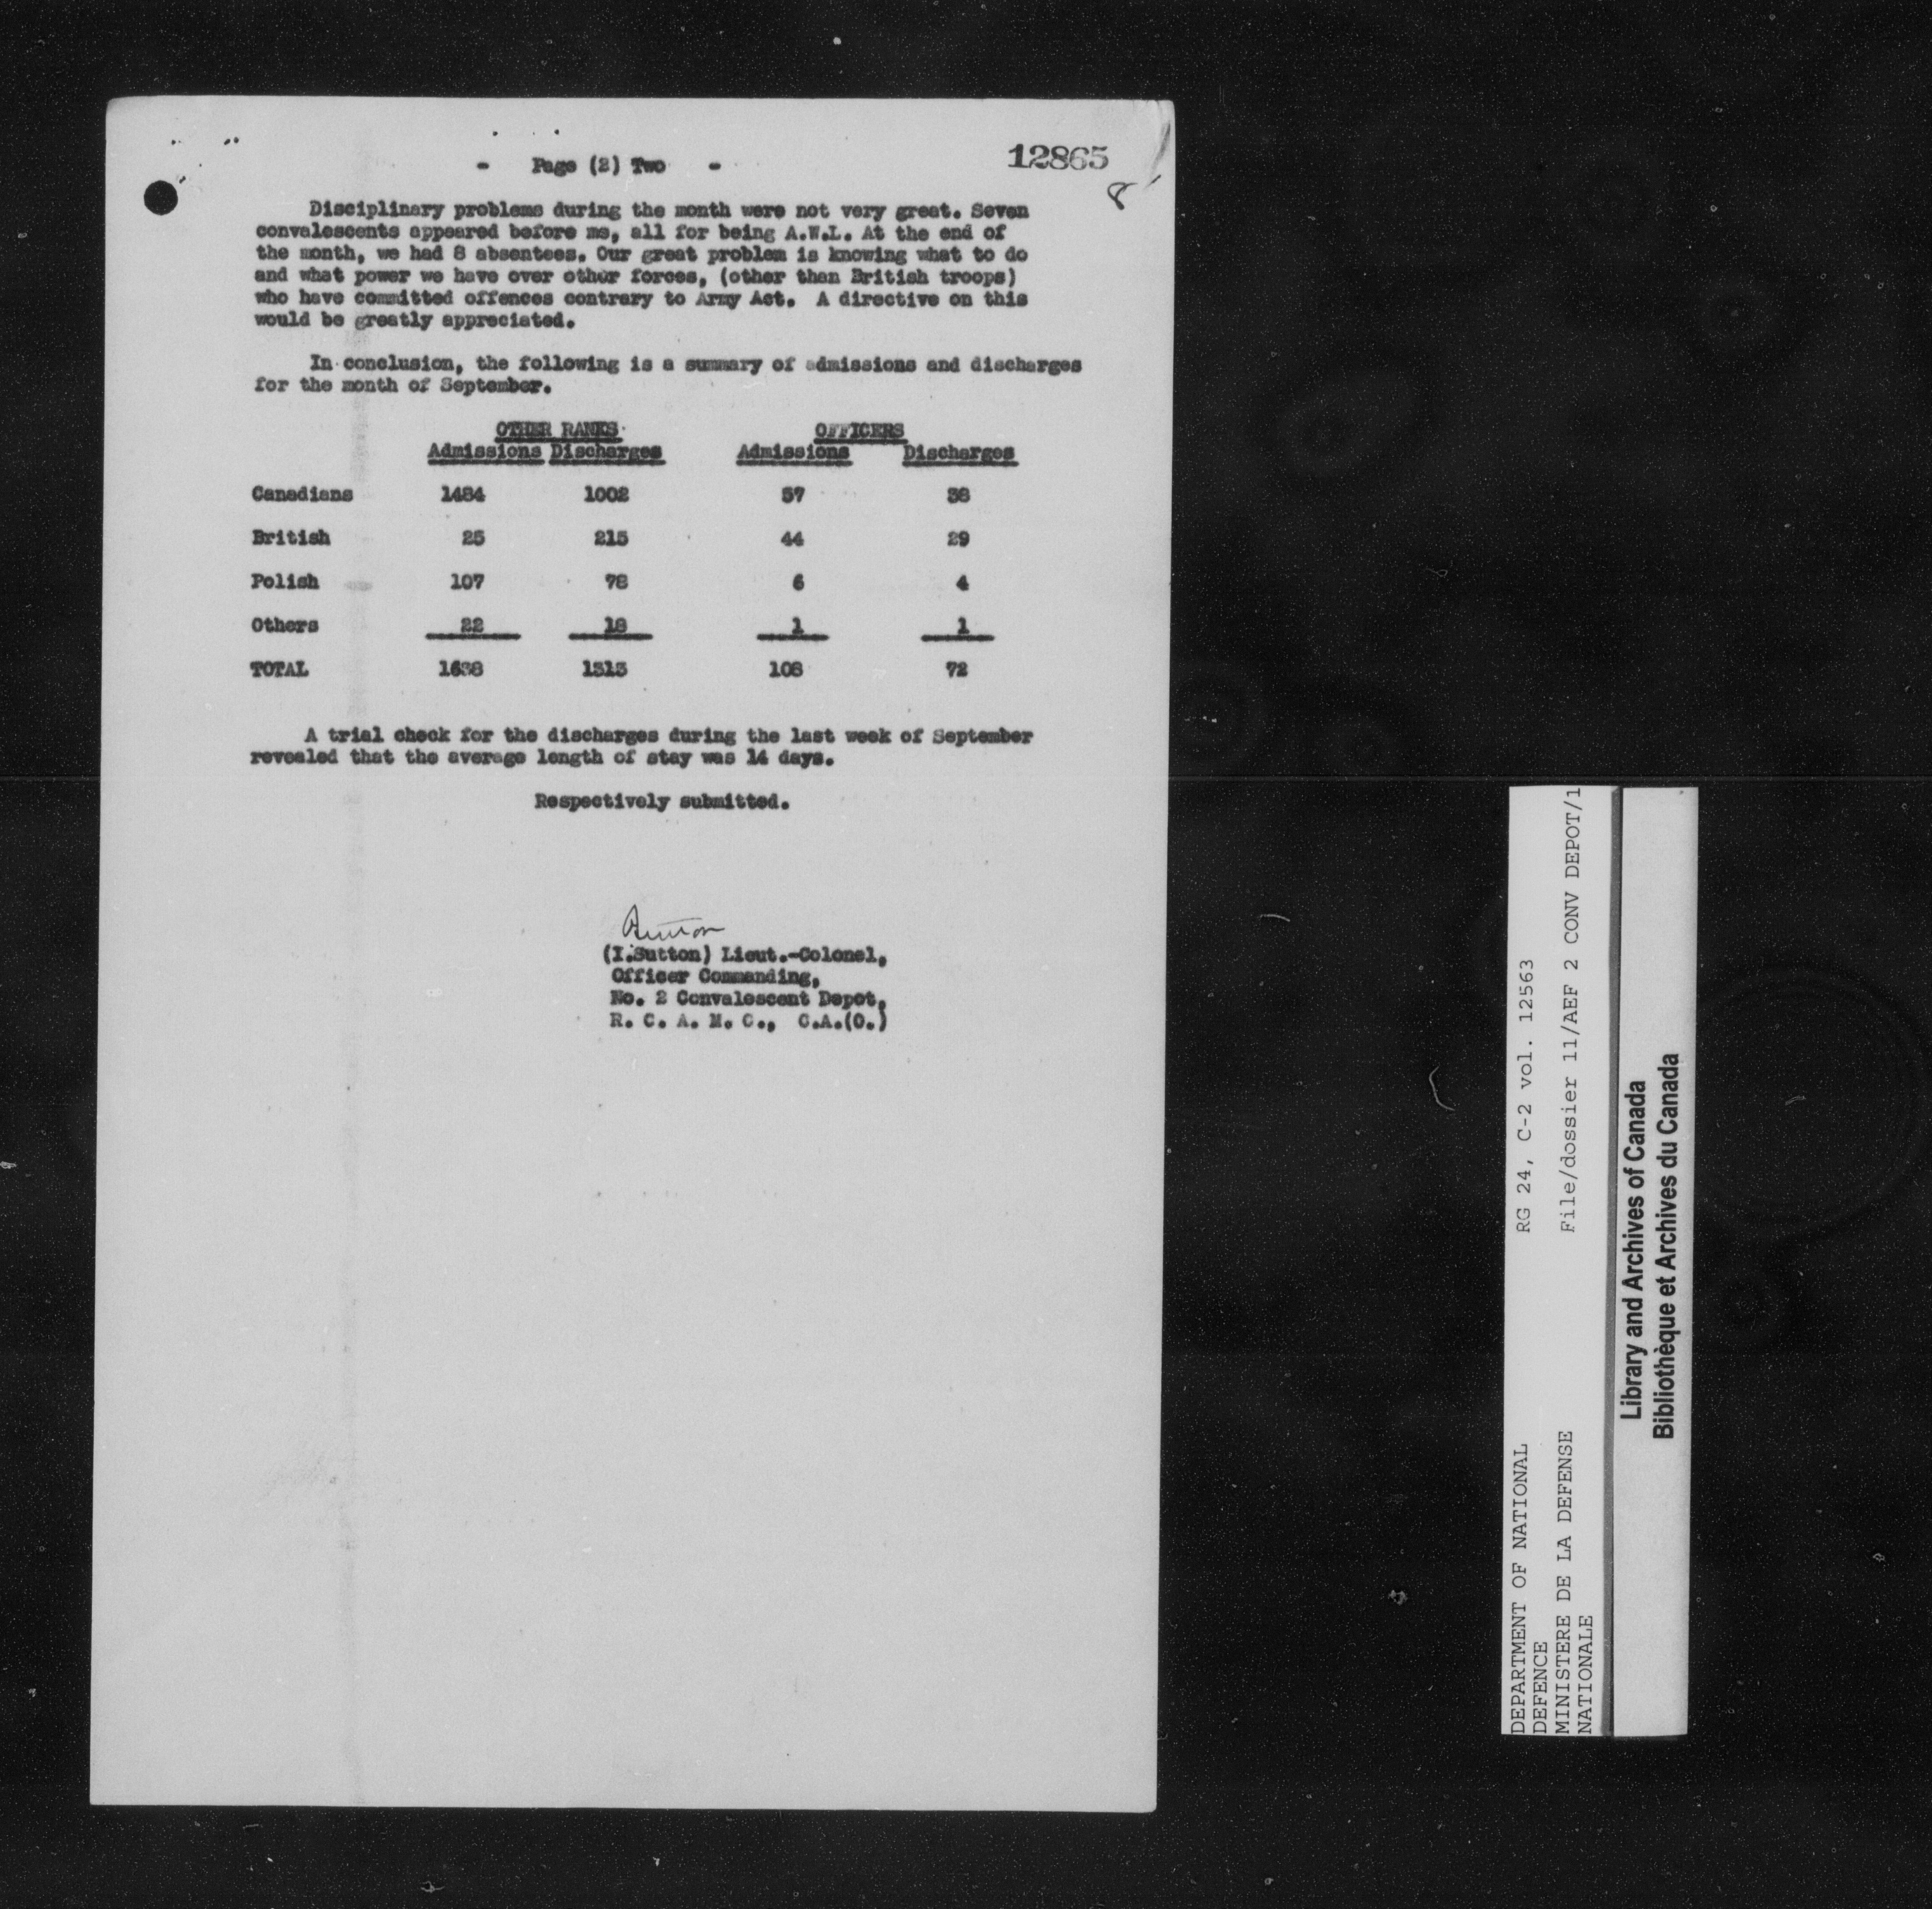 - Page (2) Two -
12865
8
Disciplinary problems during the month were not very great. Seven
convalescents appeared before me, all for being A.W.L. At the end of
the month, we had 8 absentees. Our great problem is knowing what to do
and what power we have over other forces, (other than British troops)
who have committed offences contrary to Army Act. A directive on this
would be greatly appreciated.
In conclusion, the following is a summary of admissions and discharges
for the month of September.
OTHER RANKS OFFICERS
Admissions Discharges Admissions Discharges
Canadians 1484 1002 57 38
British 25 215 44 29
Polish 107 78 6 4
Others 22 18 1 1
TOTAL 1638 1313 108 72
A trial check for the discharges during the last week of September
revealed that the average length of stay was 14 days.
Respectively submitted.
(I.Sutton) Lieut.-Colonel,
Officer Commanding,
No. 2 Convalescent Depot,
R. C. A. M. C., C.A.(O.)
DEPARTMENT OF NATIONAL
DEFENCE
MINISTERE DE LA DEFENSE
NATIONALE
RG 24, C-2 vol. 12563
File/dossier 11/AEF 2 CONV DEPOT/1
Library and Archives of Canada
Bibliothèque et Archives du Canada